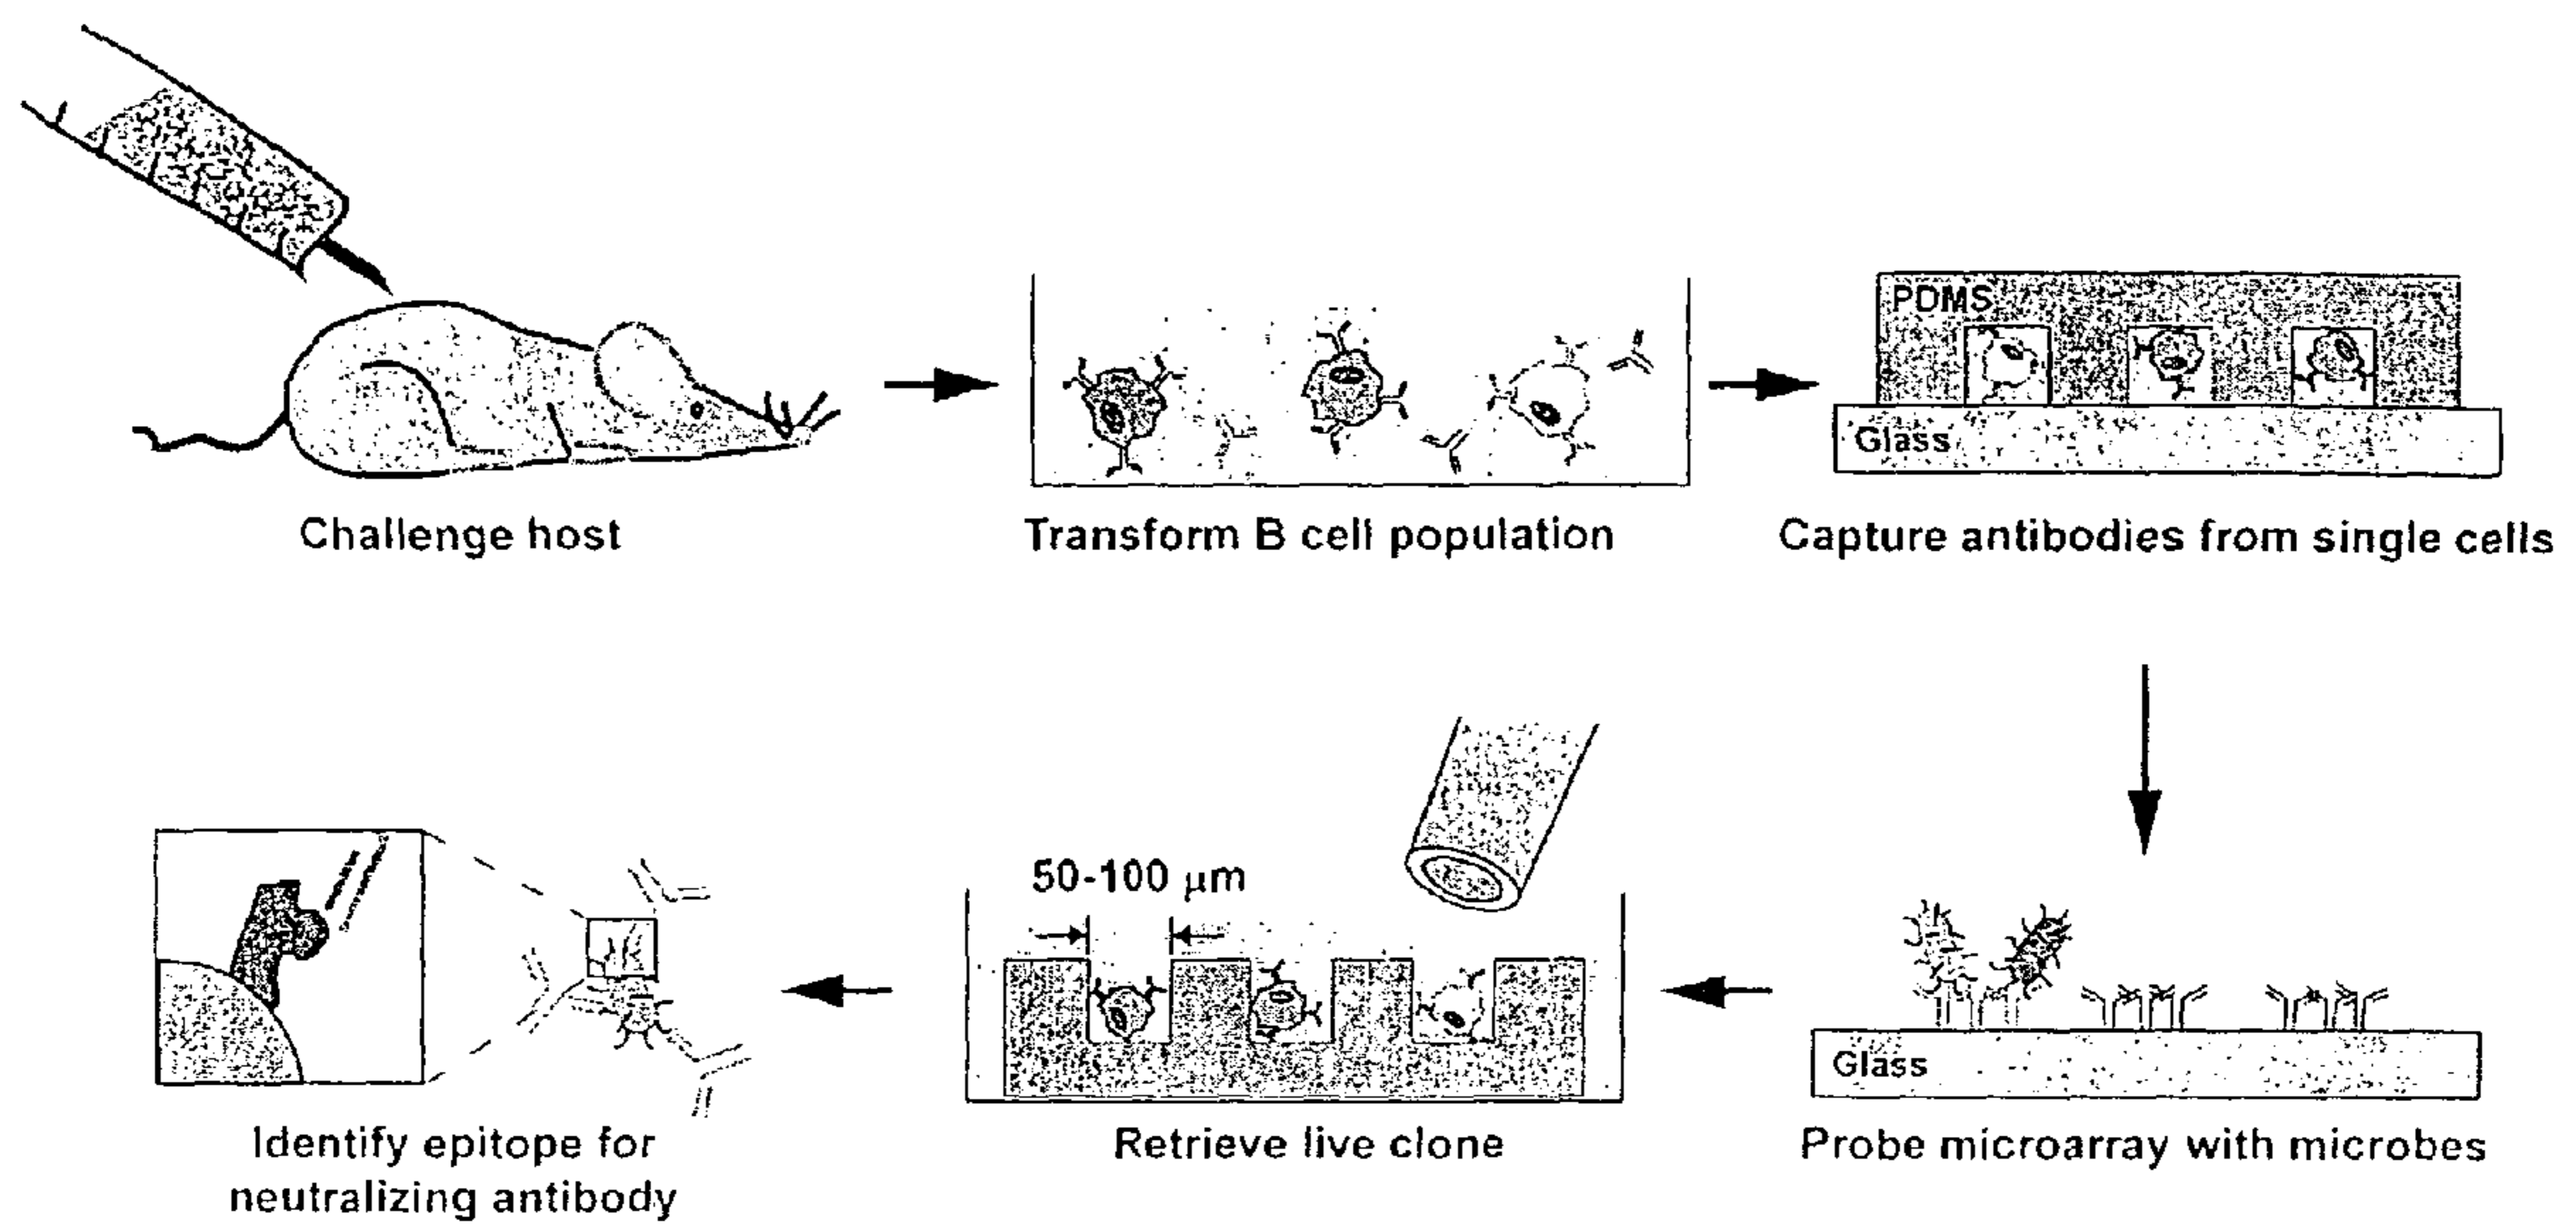 PDMS
Glass
Challenge host
Transform B cell population
Capture antibodies from single cells
50-100 μm
Glass
Identify epitope for
neutralizing antibody
Retrieve live clone
Probe microarray with microbes